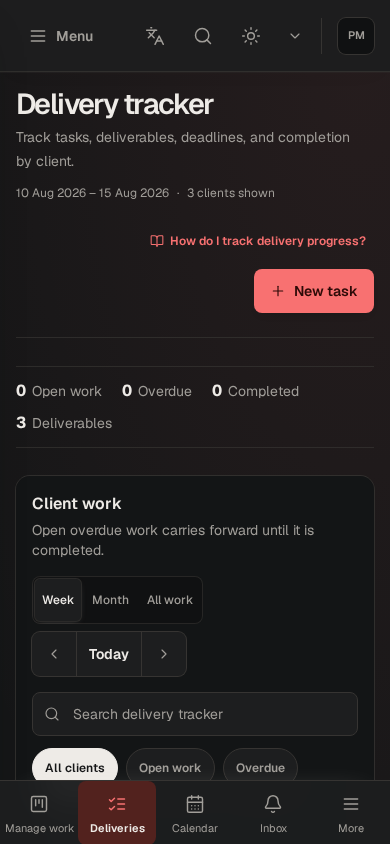 Menu
PM
Delivery tracker
Track tasks, deliverables, deadlines, and completion
by client.
10 Aug 2026 – 15 Aug 2026 · 3 clients shown
How do I track delivery progress?
New task
0 Open work 0 Overdue 0 Completed
3 Deliverables
Client work
Open overdue work carries forward until it is
completed.
Week Month All work
Today
Search delivery tracker
All clients Open work Overdue
Manage work Deliveries Calendar Inbox More